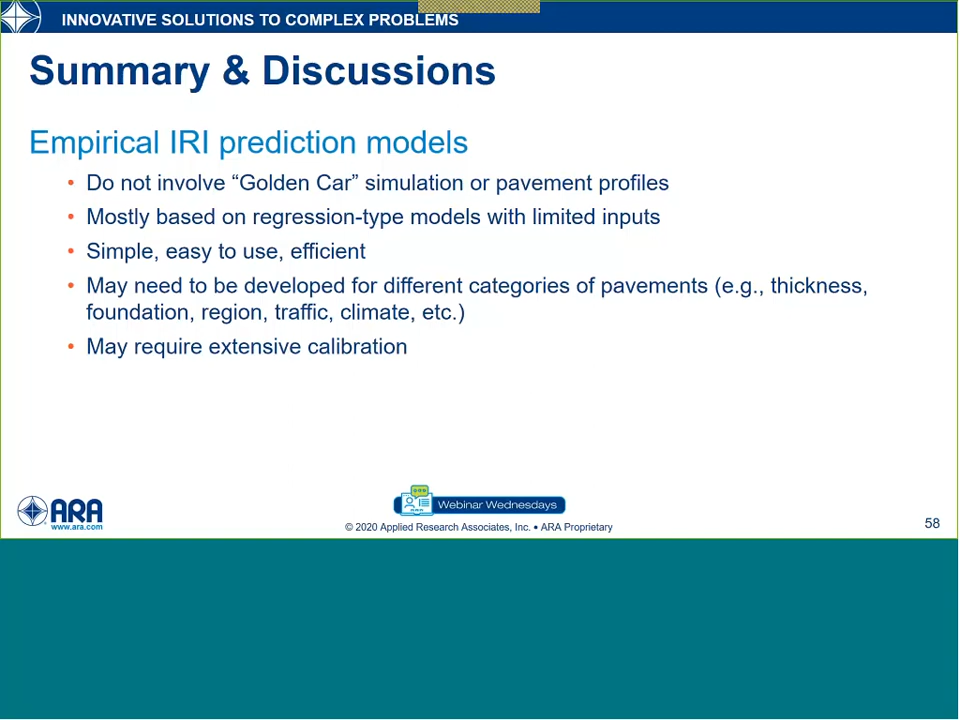 INNOVATIVE SOLUTIONS TO COMPLEX PROBLEMS
Summary & Discussions
Empirical IRI prediction models
• Do not involve “Golden Car” simulation or pavement profiles
• Mostly based on regression-type models with limited inputs
• Simple, easy to use, efficient
• May need to be developed for different categories of pavements (e.g., thickness,
foundation, region, traffic, climate, etc.)
• May require extensive calibration
ARA
www.ara.com
Webinar Wednesdays
© 2020 Applied Research Associates, Inc. • ARA Proprietary
58